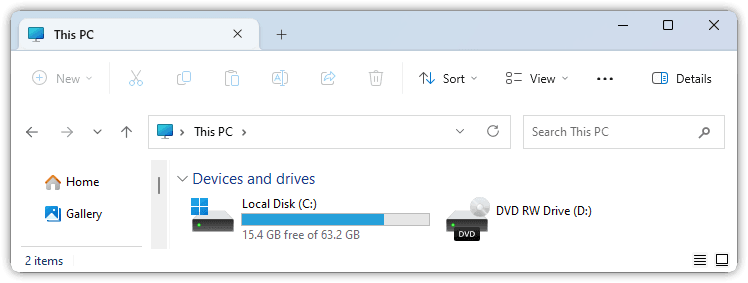 This PC
New Sort View ••• Details
This PC Search This PC
Home
Gallery
Devices and drives
Local Disk (C:)
15.4 GB free of 63.2 GB
DVD RW Drive (D:)
DVD
2 items